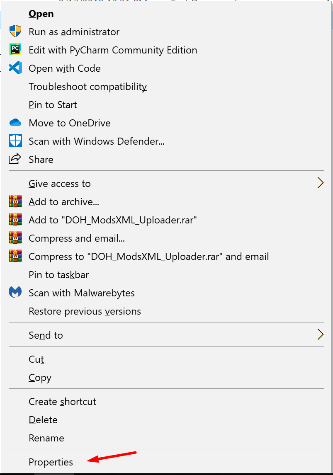 Open
Run as administrator
Edit with PyCharm Community Edition
Open with Code
Troubleshoot compatibility
Pin to Start
Move to OneDrive
Scan with Windows Defender...
Share
Give access to
Add to archive...
Add to "DOH_ModsXML_Uploader.rar"
Compress and email...
Compress to "DOH_ModsXML_Uploader.rar" and email
Pin to taskbar
Scan with Malwarebytes
Restore previous versions
Send to
Cut
Copy
Create shortcut
Delete
Rename
Properties